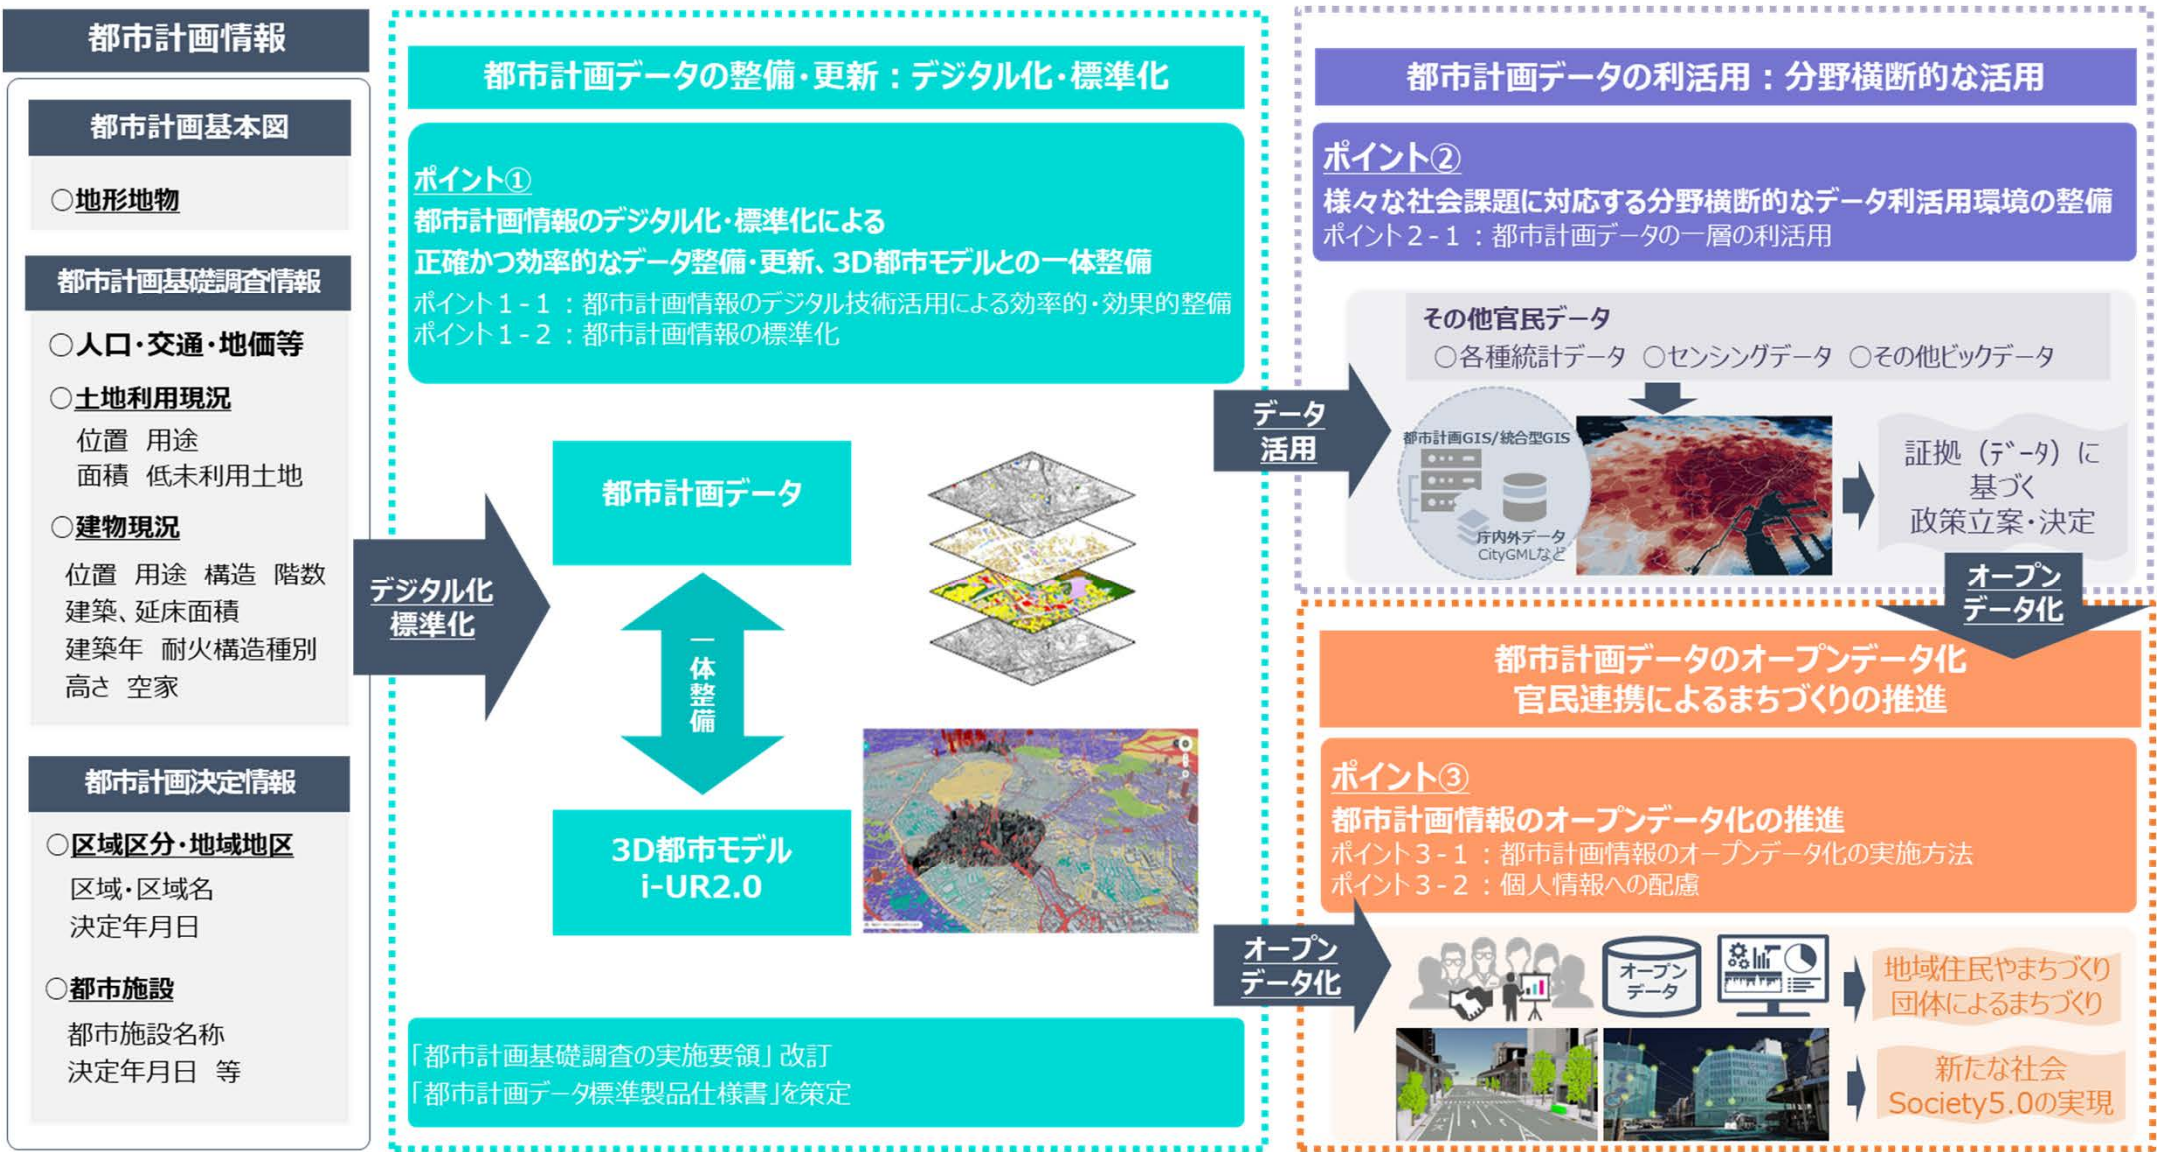 都市計画情報
都市計画基本図
○地形地物
都市計画基礎調査情報
○人口・交通・地価等
○土地利用現況
位置 用途
面積 低未利用土地
○建物現況
位置 用途 構造 階数
建築、延床面積
建築年 耐火構造種別
高さ 空家
都市計画決定情報
○区域区分・地域地区
区域・区域名
決定年月日
○都市施設
都市施設名称
決定年月日 等
デジタル化
標準化
都市計画データの整備・更新：デジタル化・標準化
ポイント①
都市計画情報のデジタル化・標準化による
正確かつ効率的なデータ整備・更新、3D都市モデルとの一体整備
ポイント１-１：都市計画情報のデジタル技術活用による効率的・効果的整備
ポイント１-２：都市計画情報の標準化
都市計画データ
一体整備
3D都市モデル
i-UR2.0
「都市計画基礎調査の実施要領」改訂
「都市計画データ標準製品仕様書」を策定
データ
活用
オープン
データ化
都市計画データの利活用：分野横断的な活用
ポイント②
様々な社会課題に対応する分野横断的なデータ利活用環境の整備
ポイント２-１：都市計画データの一層の利活用
その他官民データ
○各種統計データ ○センシングデータ ○その他ビックデータ
都市計画GIS/統合型GIS
庁内外データ
CityGMLなど
証拠（ﾃﾞｰﾀ）に
基づく
政策立案・決定
オープン
データ化
都市計画データのオープンデータ化
官民連携によるまちづくりの推進
ポイント③
都市計画情報のオープンデータ化の推進
ポイント３-１：都市計画情報のオープンデータ化の実施方法
ポイント３-２：個人情報への配慮
オープン
データ
地域住民やまちづくり
団体によるまちづくり
新たな社会
Society5.0の実現